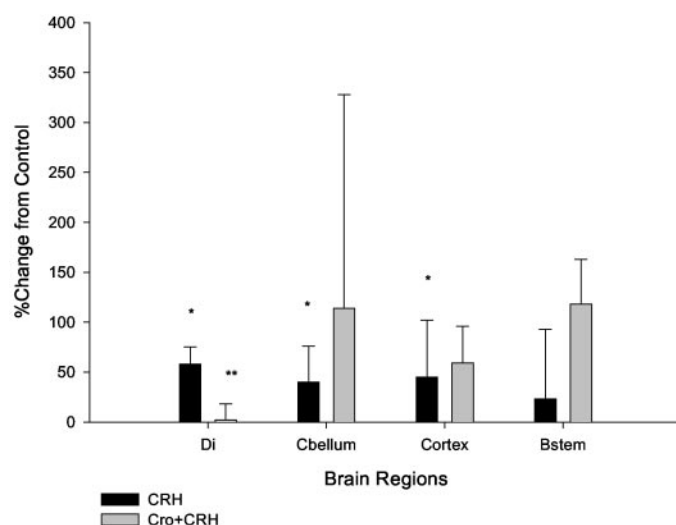 %Change from Control
400
350
300
250
200
150
100
50
0
*
**
*
*
Di
Cbellum
Cortex
Bstem
Brain Regions
CRH
Cro+CRH